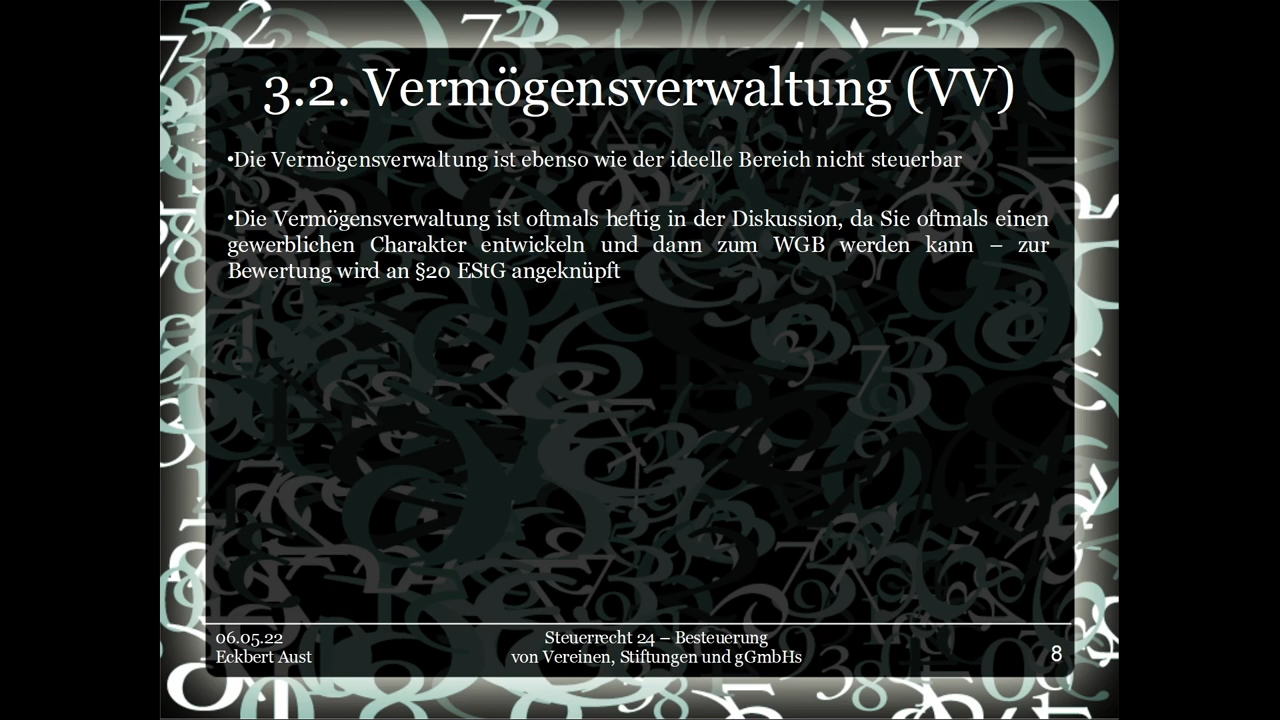 3.2. Vermögensverwaltung (VV)
•Die Vermögensverwaltung ist ebenso wie der ideelle Bereich nicht steuerbar
•Die Vermögensverwaltung ist oftmals heftig in der Diskussion, da Sie oftmals einen
gewerblichen Charakter entwickeln und dann zum WGB werden kann – zur
Bewertung wird an §20 EStG angeknüpft
06.05.22
Eckbert Aust
Steuerrecht 24 – Besteuerung
von Vereinen, Stiftungen und gGmbHs
8